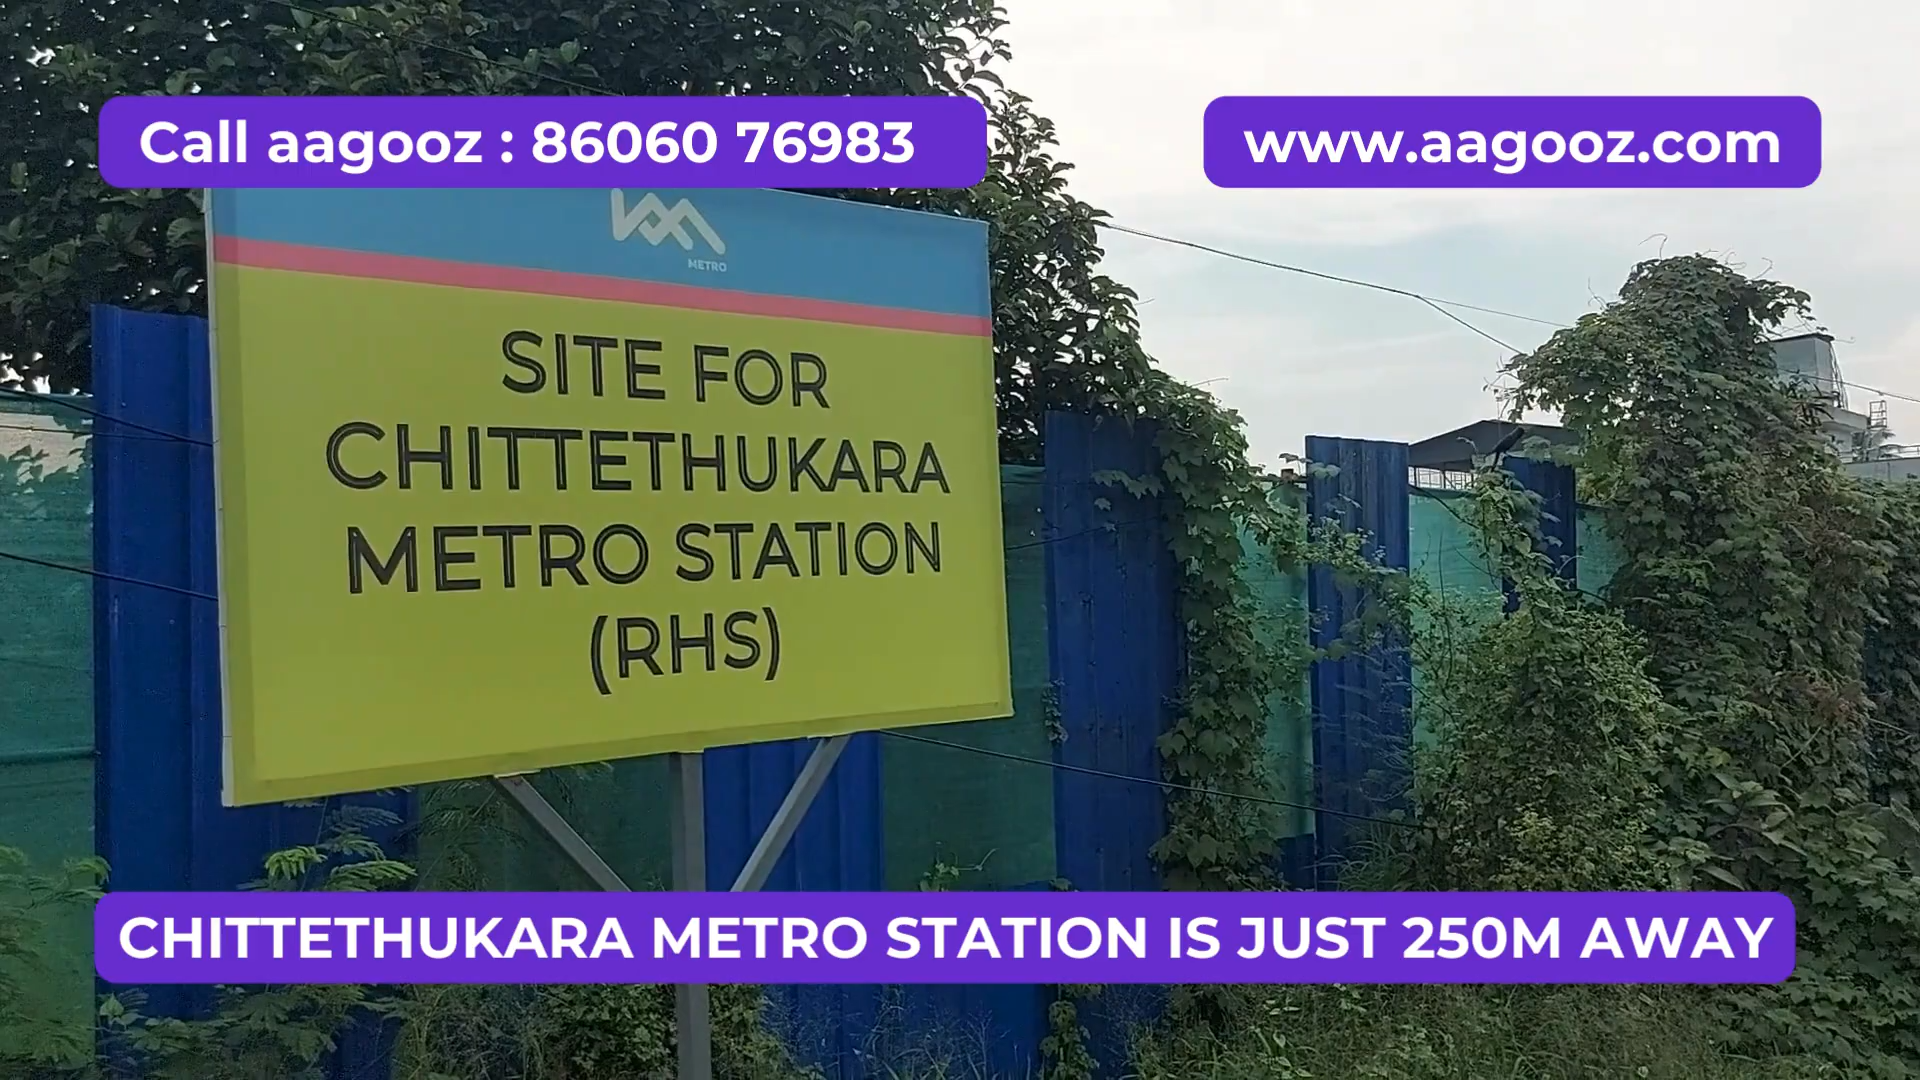 Call aagooz : 86060 76983
www.aagooz.com
METRO
SITE FOR
CHITTETHUKARA
METRO STATION
(RHS)
CHITTETHUKARA METRO STATION IS JUST 250M AWAY